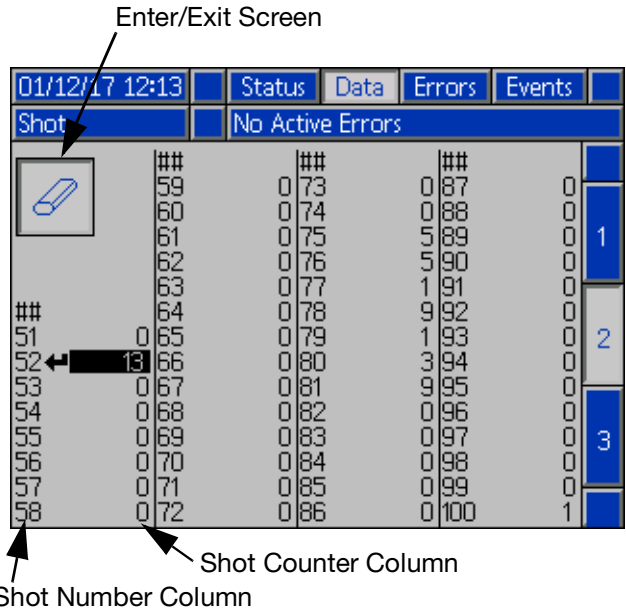 Enter/Exit Screen
01/12/17 12:13 Status Data Errors Events
Shot No Active Errors
## ## ##
59 0 73 0 87 0
60 0 74 0 88 0
61 0 75 5 89 0 1
62 0 76 5 90 0
63 0 77 1 91 0
## 64 0 78 9 92 0
51 0 65 0 79 1 93 0 2
52 13 66 0 80 3 94 0
53 0 67 0 81 9 95 0
54 0 68 0 82 0 96 0
55 0 69 0 83 0 97 0 3
56 0 70 0 84 0 98 0
57 0 71 0 85 0 99 0
58 0 72 0 86 0 100 1
Shot Counter Column
Shot Number Column